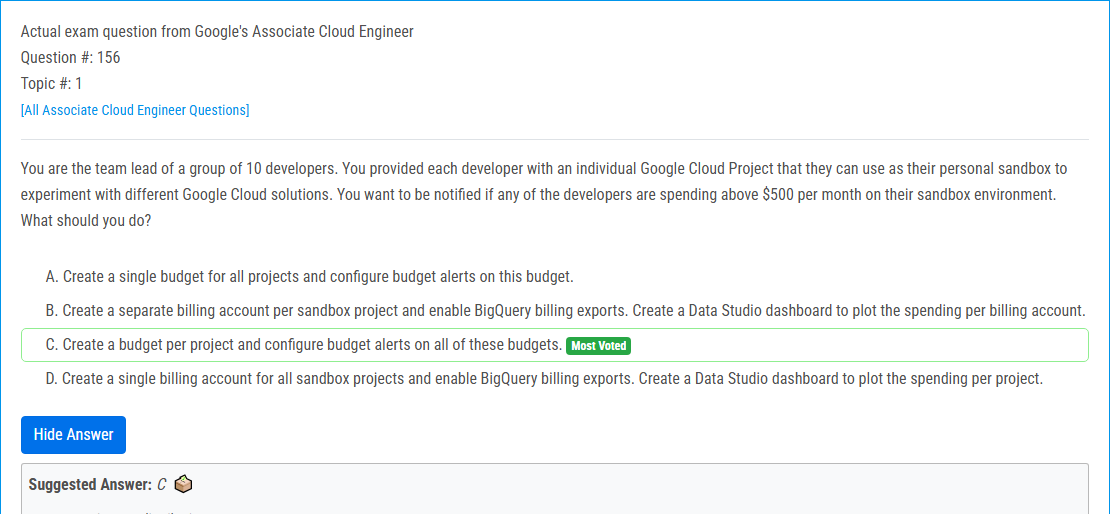 Actual exam question from Google's Associate Cloud Engineer
Question #: 156
Topic #: 1
[All Associate Cloud Engineer Questions]
You are the team lead of a group of 10 developers. You provided each developer with an individual Google Cloud Project that they can use as their personal sandbox to
experiment with different Google Cloud solutions. You want to be notified if any of the developers are spending above $500 per month on their sandbox environment.
What should you do?
A. Create a single budget for all projects and configure budget alerts on this budget.
B. Create a separate billing account per sandbox project and enable BigQuery billing exports. Create a Data Studio dashboard to plot the spending per billing account.
C. Create a budget per project and configure budget alerts on all of these budgets. Most Voted
D. Create a single billing account for all sandbox projects and enable BigQuery billing exports. Create a Data Studio dashboard to plot the spending per project.
Hide Answer
Suggested Answer: C